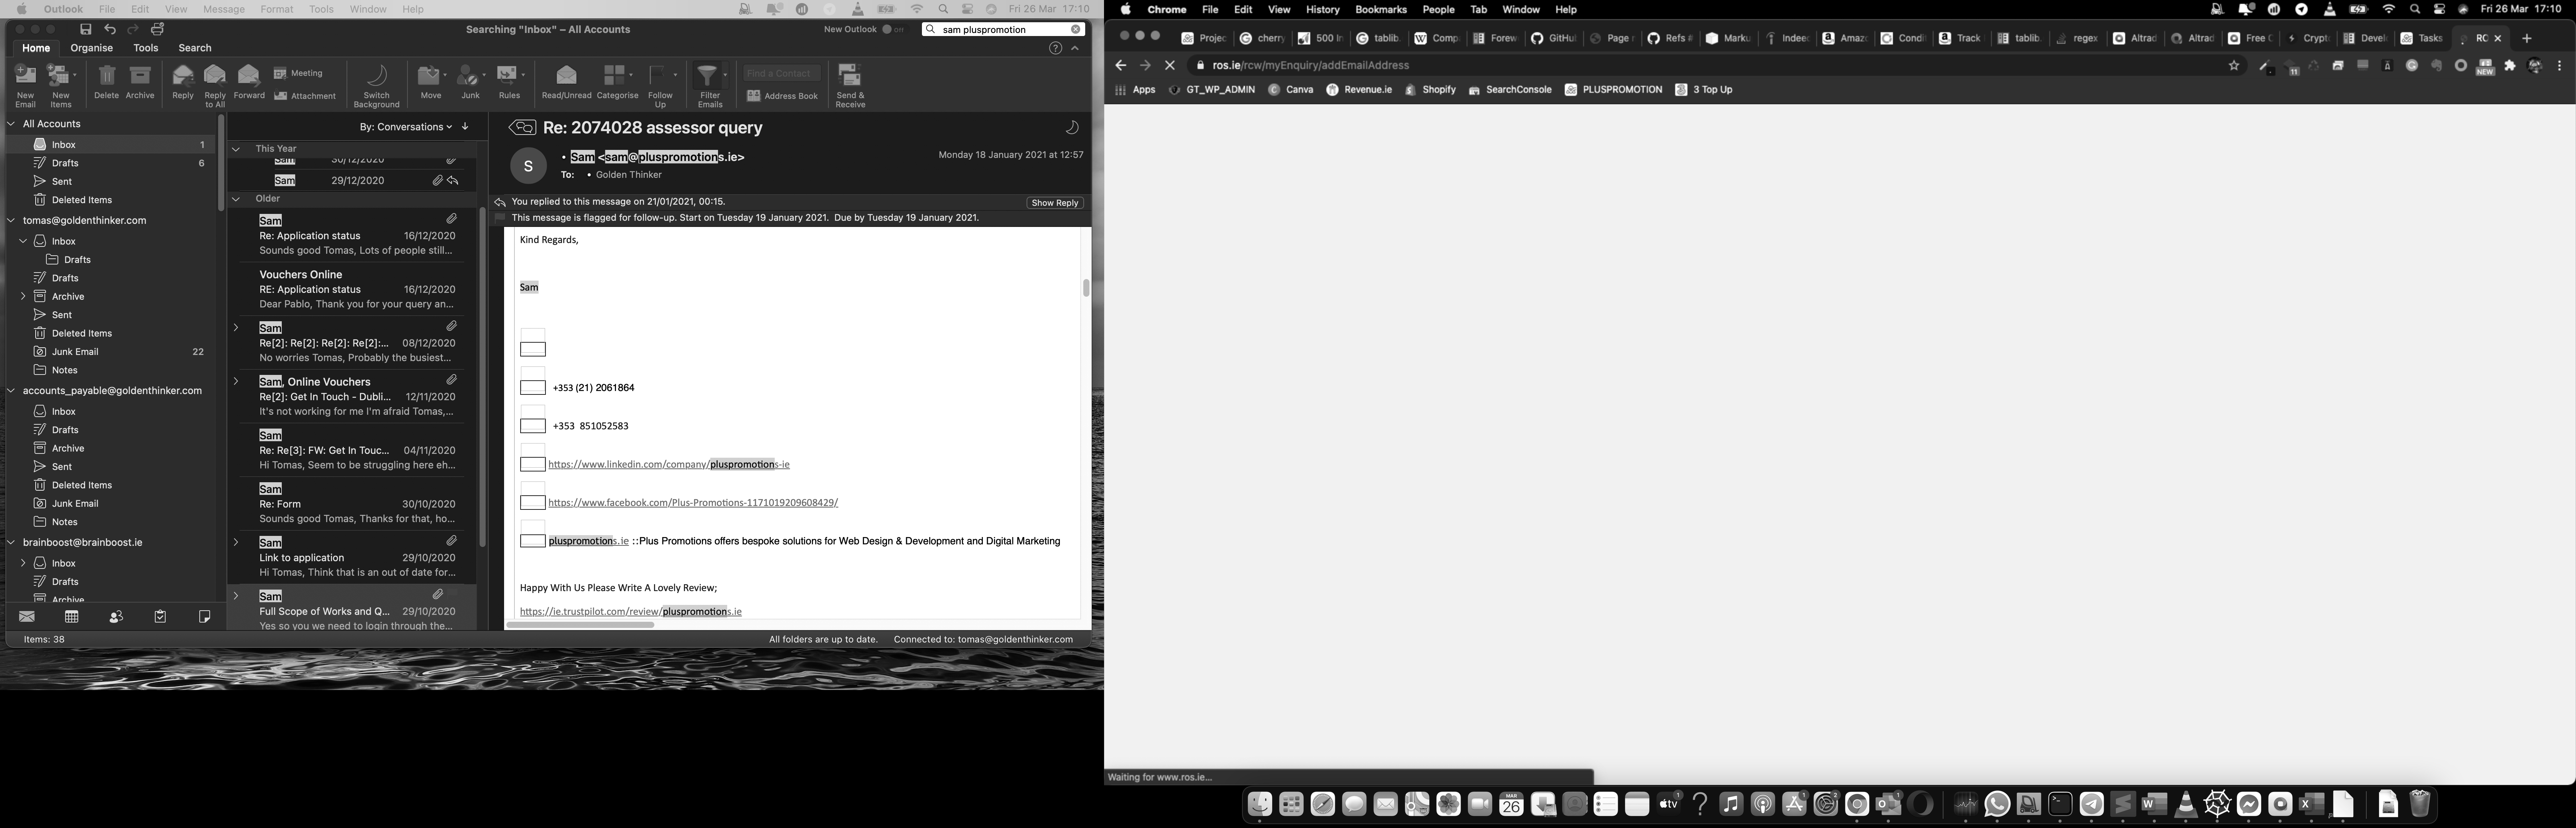 Outlook File Edit View Message Format Tools Window Help Fri 26 Mar 17:10
Searching "Inbox" – All Accounts
New Outlook
sam pluspromotion
Home Organise Tools Search
New Email
New Items
Delete
Archive
Reply
Reply to All
Forward
Meeting
Attachment
Switch Background
Move
Junk
Rules
Read/Unread
Categorise
Follow Up
Filter Emails
Find a Contact
Address Book
Send & Receive
All Accounts
Inbox 1
Drafts 6
Sent
Deleted Items
tomas@goldenthinker.com
Inbox
Drafts
Drafts
Archive
Sent
Deleted Items
Junk Email 22
Notes
accounts_payable@goldenthinker.com
Inbox
Drafts
Archive
Sent
Deleted Items
Junk Email
Notes
brainboost@brainboost.ie
Inbox
Drafts
Archive
Items: 38
By: Conversations
This Year
Sam 30/12/2020
Sam 29/12/2020
Older
Sam
Re: Application status 16/12/2020
Sounds good Tomas, Lots of people still...
Vouchers Online
RE: Application status 16/12/2020
Dear Pablo, Thank you for your query an...
Sam
Re[2]: Re[2]: Re[2]: Re[2]:... 08/12/2020
No worries Tomas, Probably the busiest...
Sam, Online Vouchers
Re[2]: Get In Touch - Dubli... 12/11/2020
It's not working for me I'm afraid Tomas,...
Sam
Re: Re[3]: FW: Get In Touc... 04/11/2020
Hi Tomas, Seem to be struggling here eh...
Sam
Re: Form 30/10/2020
Sounds good Tomas, Thanks for that, ho...
Sam
Link to application 29/10/2020
Hi Tomas, Think that is an out of date for...
Sam
Full Scope of Works and Q... 29/10/2020
Yes so you we need to login through the...
Re: 2074028 assessor query
S
Sam <sam@pluspromotions.ie>
Monday 18 January 2021 at 12:57
To: Golden Thinker
You replied to this message on 21/01/2021, 00:15.
Show Reply
This message is flagged for follow-up. Start on Tuesday 19 January 2021. Due by Tuesday 19 January 2021.
Kind Regards,
Sam
+353 (21) 2061864
+353 851052583
https://www.linkedin.com/company/pluspromotions-ie
https://www.facebook.com/Plus-Promotions-1171019209608429/
pluspromotions.ie ::Plus Promotions offers bespoke solutions for Web Design & Development and Digital Marketing
Happy With Us Please Write A Lovely Review;
https://ie.trustpilot.com/review/pluspromotions.ie
All folders are up to date. Connected to: tomas@goldenthinker.com
Chrome File Edit View History Bookmarks People Tab Window Help Fri 26 Mar 17:10
Projec cherry 500 In tablib. Comp Forew GitHul Page r Refs # Marku Indeed Amaz Condi Track tablib. regex Altrad Altrad Free C Crypt Develo Tasks RO
ros.ie/rcw/myEnquiry/addEmailAddress
11 NEW
Apps GT_WP_ADMIN Canva Revenue.ie Shopify SearchConsole PLUSPROMOTION 3 Top Up
Waiting for www.ros.ie...
MAR
26
tv